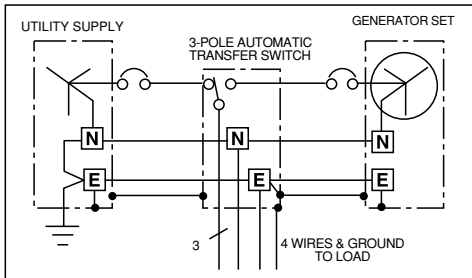 UTILITY SUPPLY
GENERATOR SET
3-POLE AUTOMATIC
TRANSFER SWITCH
N
N
N
E
E
E
3
4 WIRES & GROUND
TO LOAD